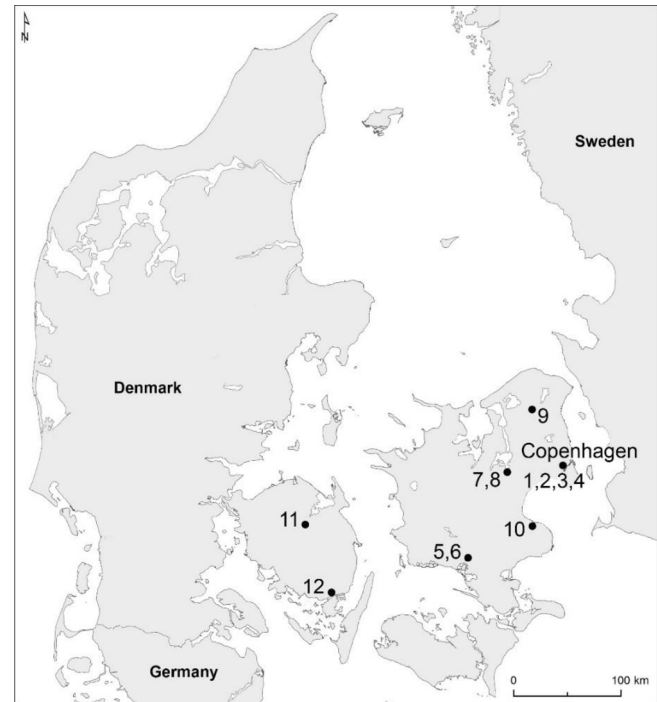 N
Sweden
Denmark
9
Copenhagen
7,8
1,2,3,4
11
10
5,6
12
Germany
0
100 km